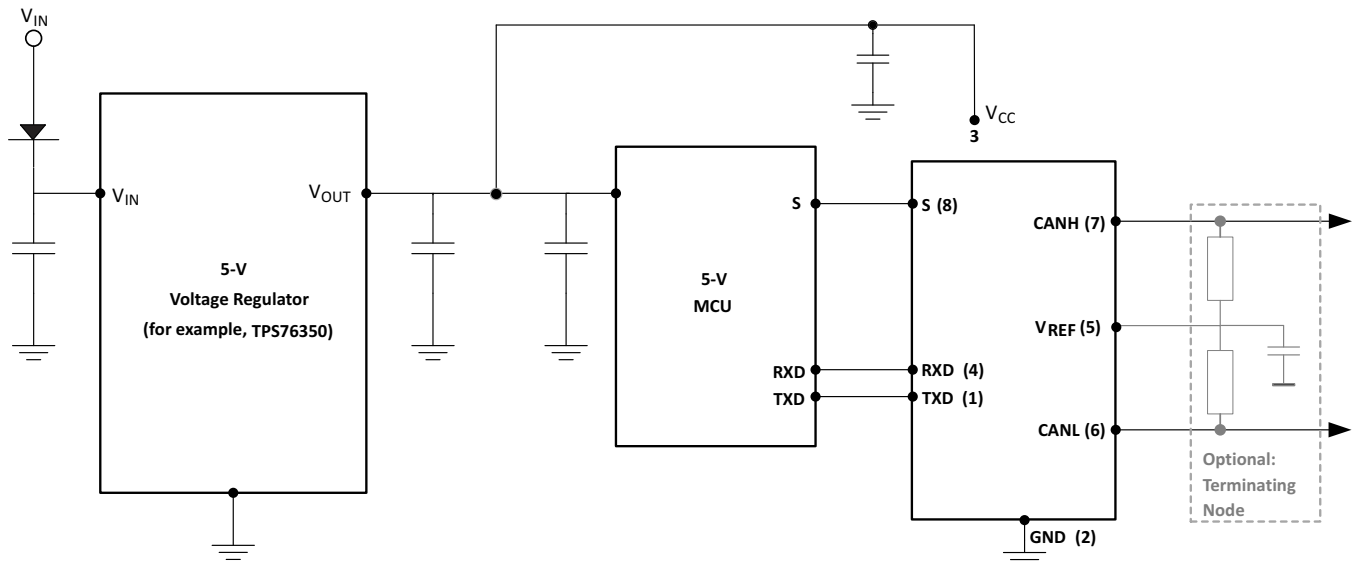 VIN
VIN
VOUT
5-V
Voltage Regulator
(for example, TPS76350)
5-V
MCU
S
RXD
TXD
VCC
3
S (8)
RXD (4)
TXD (1)
CANH (7)
VREF (5)
CANL (6)
GND (2)
Optional:
Terminating
Node